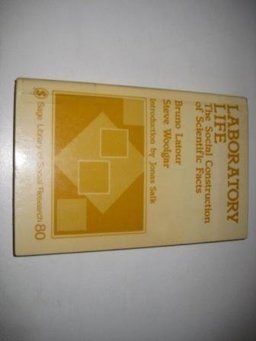 LABORATORY
LIFE
The Social Construction
of Scientific Facts
Bruno Latour
Steve Woolgar
Introduction by Jonas Salk
Sage Library of Social Research 80